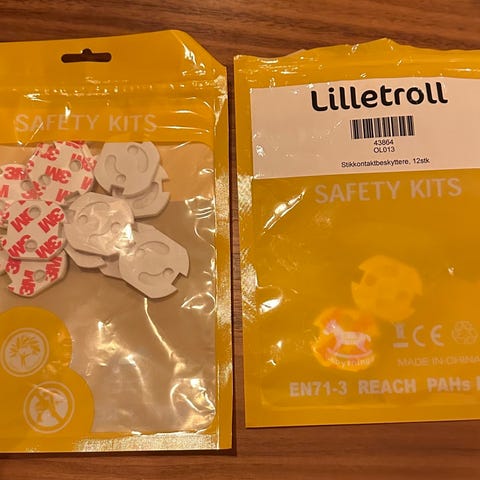 SAFETY KITS
3M
3M
3M
3M
Lilletroll
43864
OL013
Stikkontaktbeskyttere, 12stk
SAFETY KITS
CE
MADE IN CHINA
EN71-3 REACH PAHs